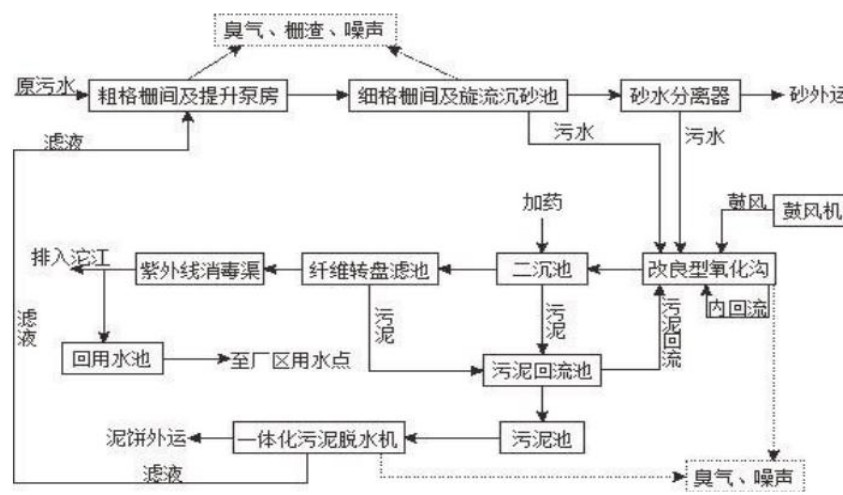 臭气、栅渣、噪声
原污水
粗格栅间及提升泵房
细格栅间及旋流沉砂池
砂水分离器
砂外运
滤液
污水
污水
加药
鼓风
鼓风机
排入沱江
紫外线消毒渠
纤维转盘滤池
二沉池
改良型氧化沟
滤液
污泥
污泥
污泥回流
内回流
回用水池
至厂区用水点
污泥回流池
泥饼外运
一体化污泥脱水机
污泥池
滤液
臭气、噪声